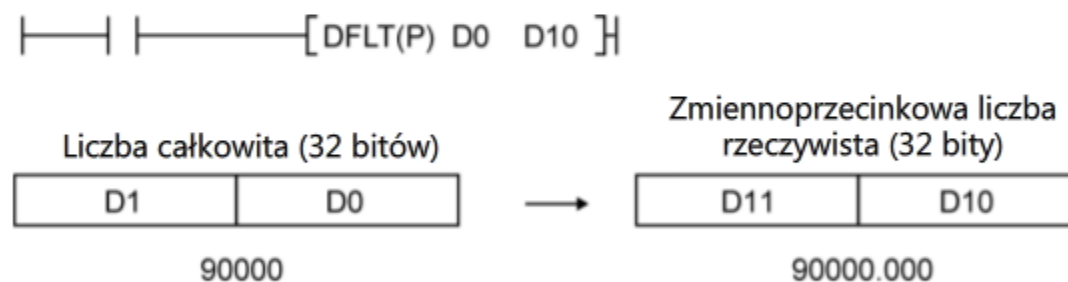 DFLT(P) D0 D10
Liczba całkowita (32 bitów)
Zmiennoprzecinkowa liczba
rzeczywista (32 bity)
D1 D0 → D11 D10
90000 90000.000